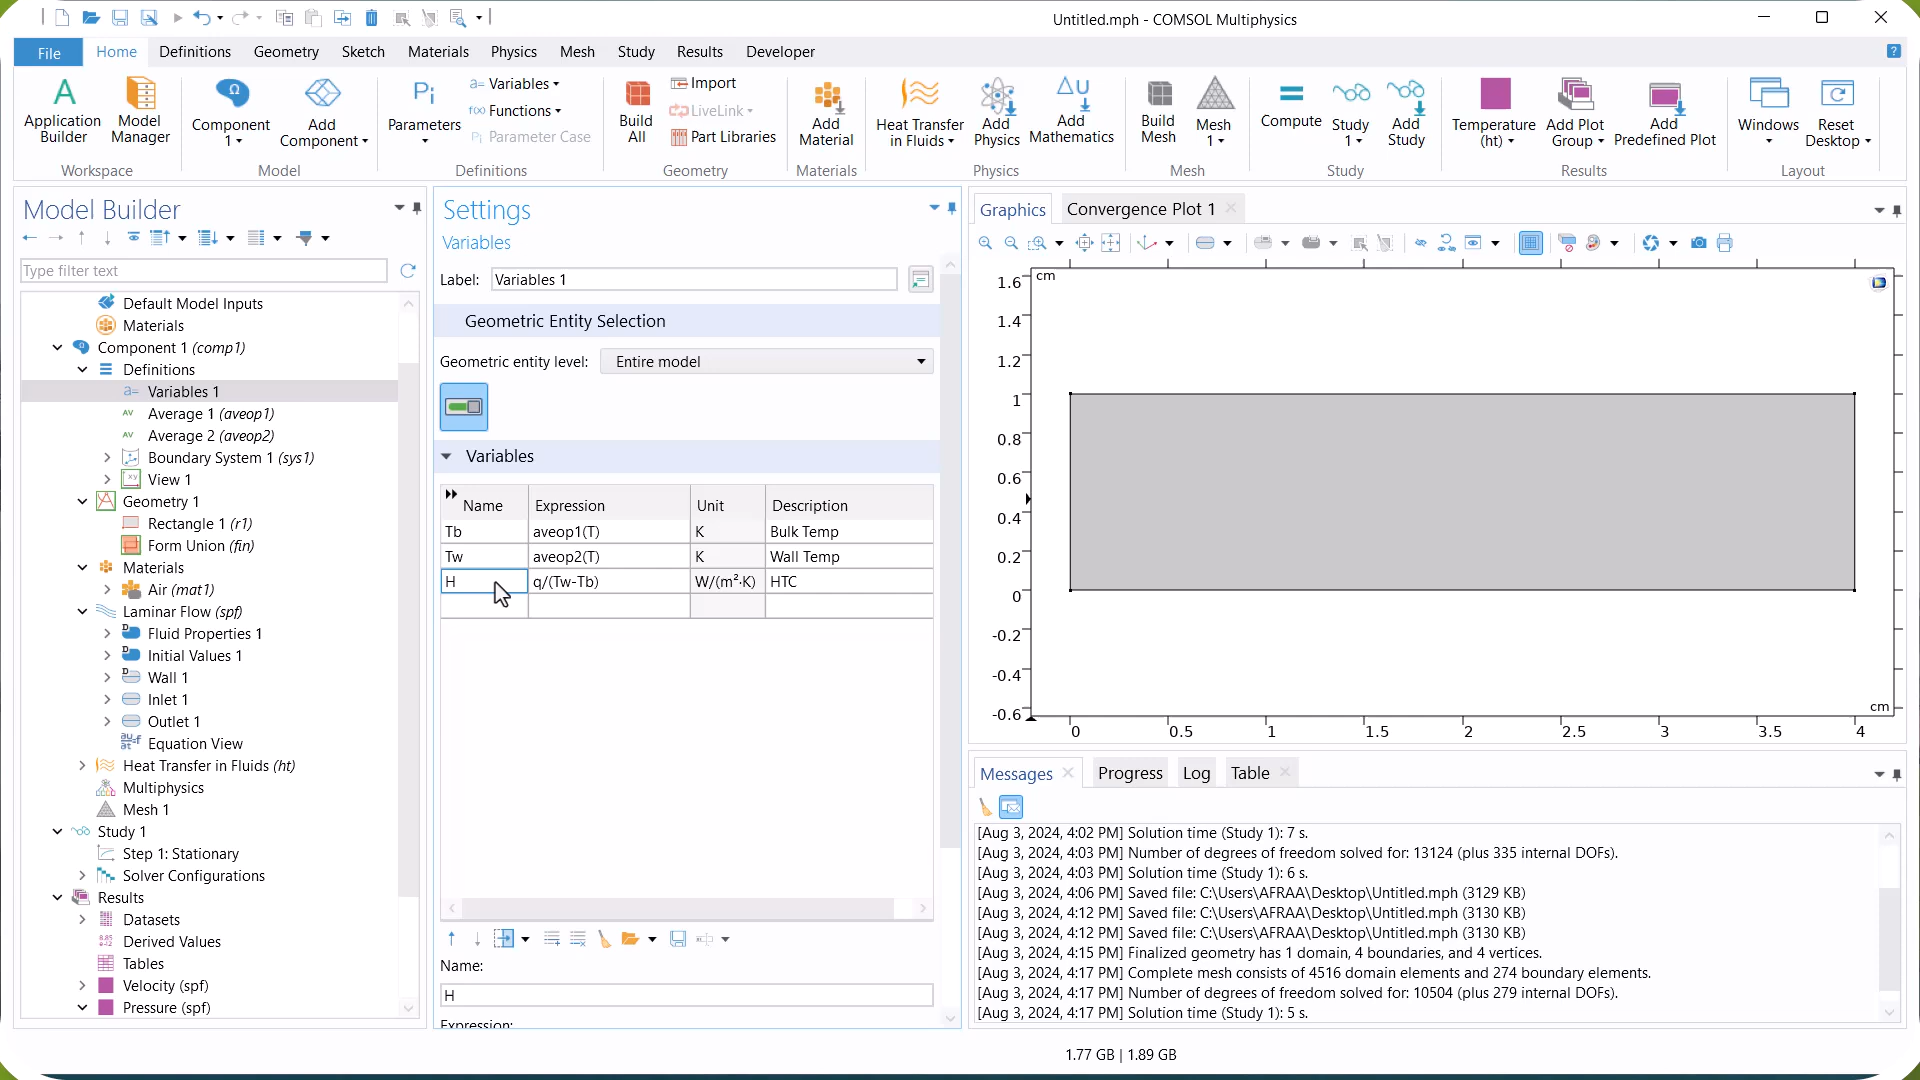 Untitled.mph - COMSOL Multiphysics
File Home Definitions Geometry Sketch Materials Physics Mesh Study Results Developer
Application Builder
Model Manager
Workspace
Component 1
Add Component
Model
Pi
Parameters
a= Variables
f(x) Functions
Pi Parameter Case
Definitions
Build All
Import
LiveLink
Part Libraries
Geometry
Add Material
Materials
Heat Transfer in Fluids
Add Physics
ΔU
Add Mathematics
Physics
Build Mesh
Mesh 1
Mesh
Compute
Study 1
Add Study
Study
Temperature (ht)
Add Plot Group
Add Predefined Plot
Results
Windows
Reset Desktop
Layout
Model Builder
Type filter text
Default Model Inputs
Materials
Component 1 (comp1)
Definitions
a= Variables 1
AV Average 1 (aveop1)
AV Average 2 (aveop2)
Boundary System 1 (sys1)
View 1
Geometry 1
Rectangle 1 (r1)
Form Union (fin)
Materials
Air (mat1)
Laminar Flow (spf)
Fluid Properties 1
Initial Values 1
Wall 1
Inlet 1
Outlet 1
Equation View
Heat Transfer in Fluids (ht)
Multiphysics
Mesh 1
Study 1
Step 1: Stationary
Solver Configurations
Results
Datasets
Derived Values
Tables
Velocity (spf)
Pressure (spf)
Settings
Variables
Label: Variables 1
Geometric Entity Selection
Geometric entity level: Entire model
Variables
Name Expression Unit Description
Tb aveop1(T) K Bulk Temp
Tw aveop2(T) K Wall Temp
H q/(Tw-Tb) W/(m²·K) HTC
Name:
H
Expression:
Graphics Convergence Plot 1
cm
1.6
1.4
1.2
1
0.8
0.6
0.4
0.2
0
-0.2
-0.4
-0.6
cm
0 0.5 1 1.5 2 2.5 3 3.5 4
Messages Progress Log Table
[Aug 3, 2024, 4:02 PM] Solution time (Study 1): 7 s.
[Aug 3, 2024, 4:03 PM] Number of degrees of freedom solved for: 13124 (plus 335 internal DOFs).
[Aug 3, 2024, 4:03 PM] Solution time (Study 1): 6 s.
[Aug 3, 2024, 4:06 PM] Saved file: C:\Users\AFRAA\Desktop\Untitled.mph (3129 KB)
[Aug 3, 2024, 4:12 PM] Saved file: C:\Users\AFRAA\Desktop\Untitled.mph (3130 KB)
[Aug 3, 2024, 4:12 PM] Saved file: C:\Users\AFRAA\Desktop\Untitled.mph (3130 KB)
[Aug 3, 2024, 4:15 PM] Finalized geometry has 1 domain, 4 boundaries, and 4 vertices.
[Aug 3, 2024, 4:17 PM] Complete mesh consists of 4516 domain elements and 274 boundary elements.
[Aug 3, 2024, 4:17 PM] Number of degrees of freedom solved for: 10504 (plus 279 internal DOFs).
[Aug 3, 2024, 4:17 PM] Solution time (Study 1): 5 s.
1.77 GB | 1.89 GB